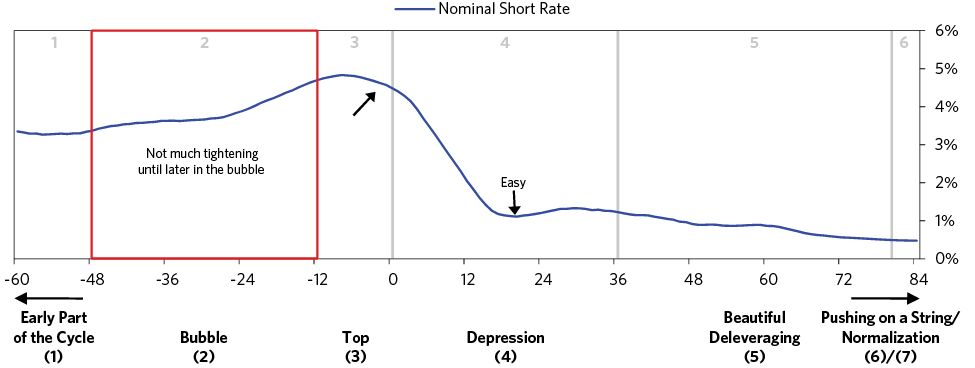 Nominal Short Rate
1 2 3 4 5 6
6%
5%
4%
3%
2%
1%
0%
Not much tightening
until later in the bubble
Easy
-60 -48 -36 -24 -12 0 12 24 36 48 60 72 84
Early Part
of the Cycle
(1)
Bubble
(2)
Top
(3)
Depression
(4)
Beautiful
Deleveraging
(5)
Pushing on a String/
Normalization
(6)/(7)